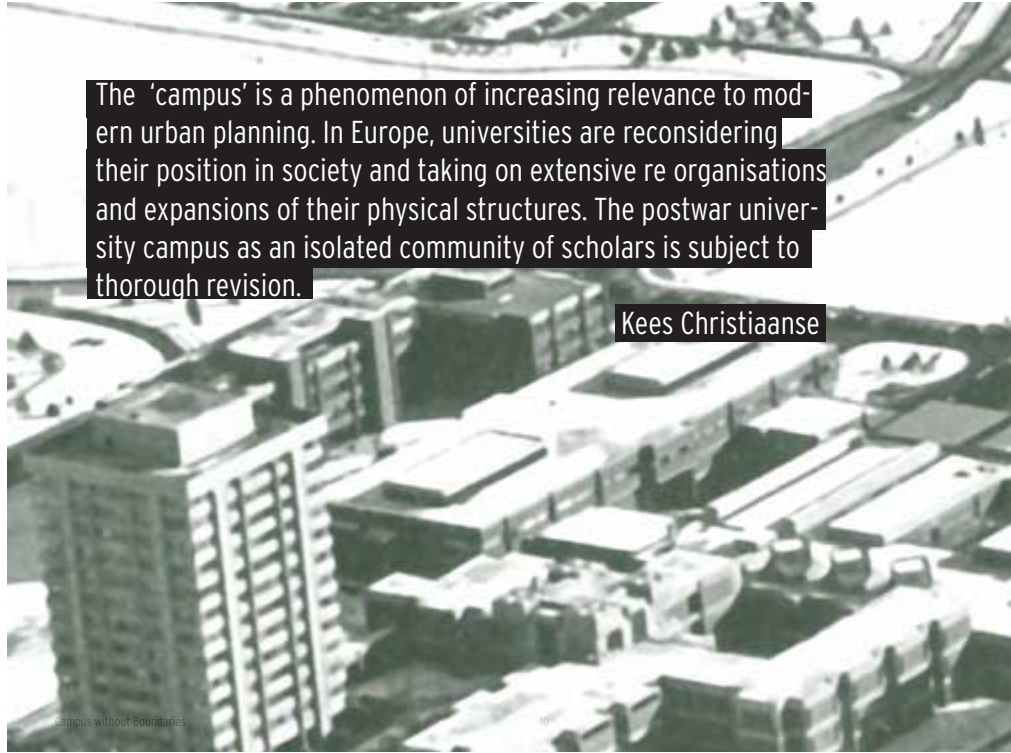 The  ‘campus’ is a phenomenon of increasing relevance to mod-
ern urban planning. In Europe, universities are reconsidering
their position in society and taking on extensive re organisations
and expansions of their physical structures. The postwar univer-
sity campus as an isolated community of scholars is subject to
thorough revision.
Kees Christiaanse
Campus without Boundaries
10